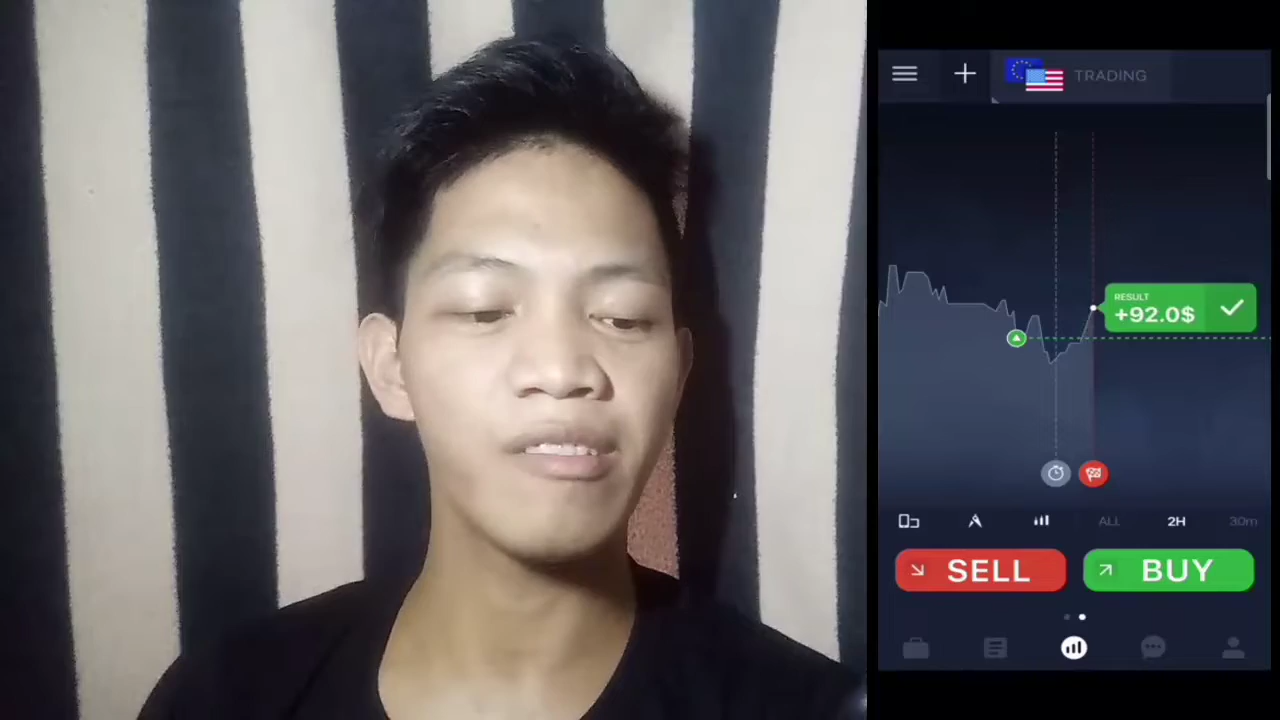 TRADING
RESULT
+92.0$
ALL
2H
30m
SELL
BUY